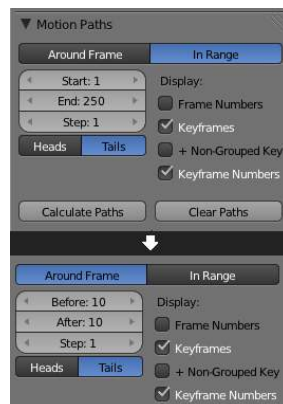 Motion Paths
Around Frame In Range
Start: 1 Display:
End: 250 Frame Numbers
Step: 1 Keyframes
Heads Tails + Non-Grouped Key
Keyframe Numbers
Calculate Paths Clear Paths
Around Frame In Range
Before: 10 Display:
After: 10 Frame Numbers
Step: 1 Keyframes
Heads Tails + Non-Grouped Key
Keyframe Numbers